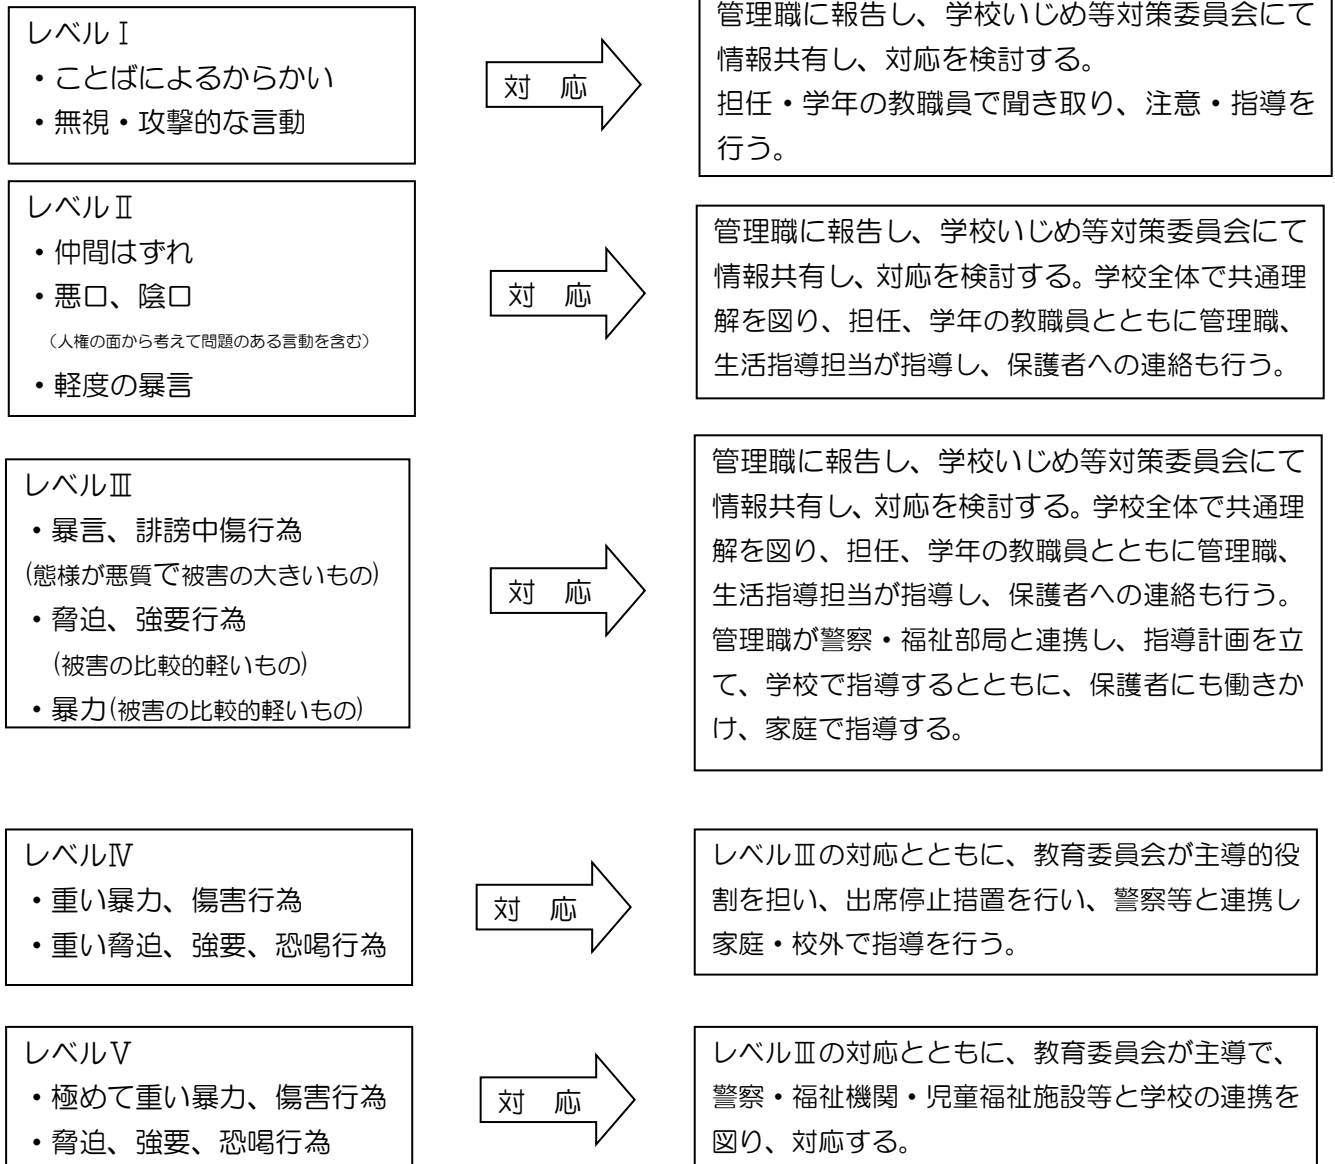 レベルⅠ
・ことばによるからかい
・無視・攻撃的な言動
対 応
管理職に報告し、学校いじめ等対策委員会にて
情報共有し、対応を検討する。
担任・学年の教職員で聞き取り、注意・指導を
行う。
レベルⅡ
・仲間はずれ
・悪口、陰口
（人権の面から考えて問題のある言動を含む）
・軽度の暴言
対 応
管理職に報告し、学校いじめ等対策委員会にて
情報共有し、対応を検討する。学校全体で共通理
解を図り、担任、学年の教職員とともに管理職、
生活指導担当が指導し、保護者への連絡も行う。
レベルⅢ
・暴言、誹謗中傷行為
(態様が悪質で被害の大きいもの)
・脅迫、強要行為
(被害の比較的軽いもの)
・暴力(被害の比較的軽いもの)
対 応
管理職に報告し、学校いじめ等対策委員会にて
情報共有し、対応を検討する。学校全体で共通理
解を図り、担任、学年の教職員とともに管理職、
生活指導担当が指導し、保護者への連絡も行う。
管理職が警察・福祉部局と連携し、指導計画を立
て、学校で指導するとともに、保護者にも働きか
け、家庭で指導する。
レベルⅣ
・重い暴力、傷害行為
・重い脅迫、強要、恐喝行為
対 応
レベルⅢの対応とともに、教育委員会が主導的役
割を担い、出席停止措置を行い、警察等と連携し
家庭・校外で指導を行う。
レベルⅤ
・極めて重い暴力、傷害行為
・脅迫、強要、恐喝行為
対 応
レベルⅢの対応とともに、教育委員会が主導で、
警察・福祉機関・児童福祉施設等と学校の連携を
図り、対応する。